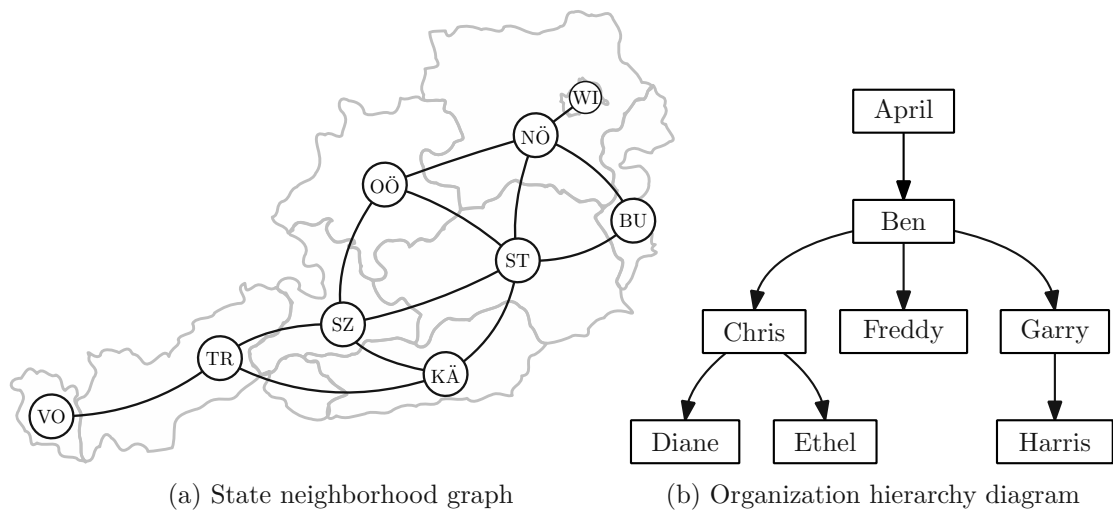 WI
NÖ
OÖ
BU
ST
SZ
TR
KÄ
VO
(a) State neighborhood graph
April
Ben
Chris Freddy Garry
Diane Ethel Harris
(b) Organization hierarchy diagram